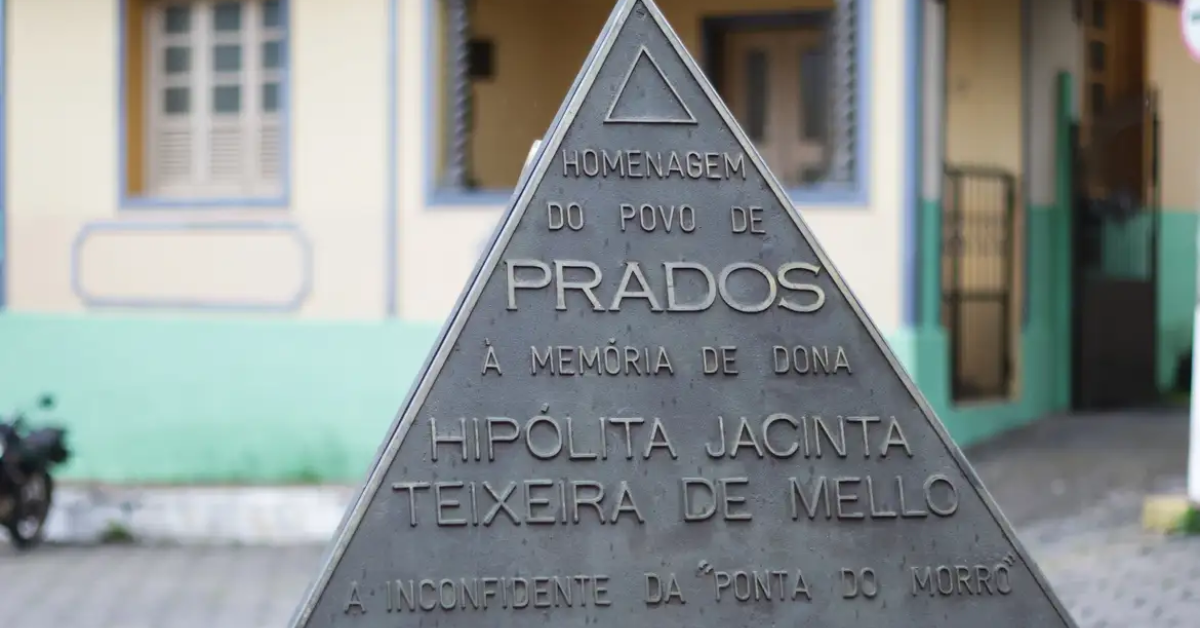 HOMENAGEM
DO POVO DE
PRADOS
À MEMÓRIA DE DONA
HIPÓLITA JACINTA
TEIXEIRA DE MELLO
A INCONFIDENTE DA "PONTA DO MORRO"